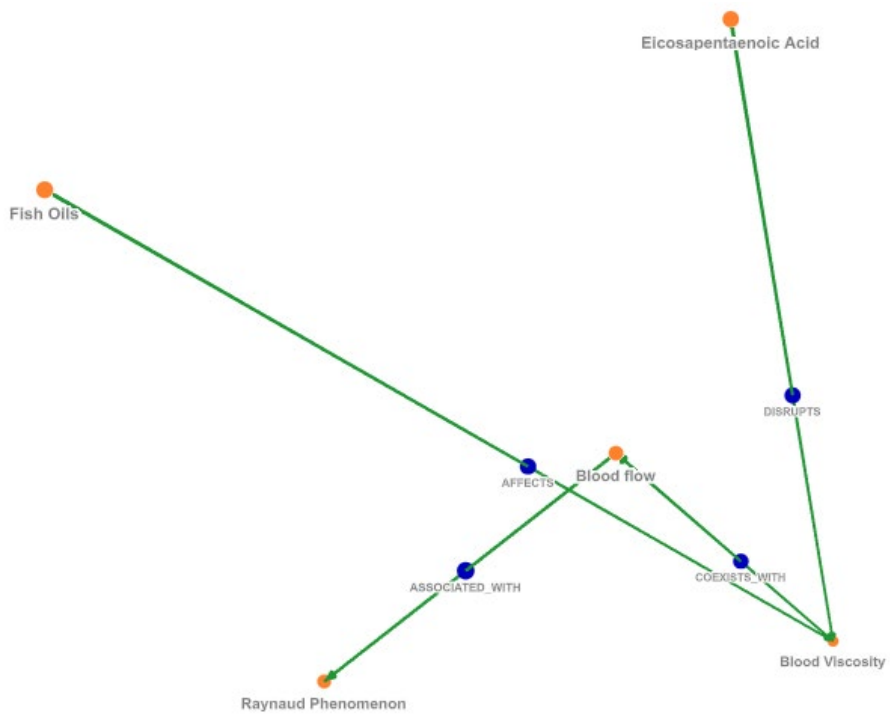 Eicosapentaenoic Acid
Fish Oils
DISRUPTS
Blood flow
AFFECTS
COEXISTS_WITH
ASSOCIATED_WITH
Blood Viscosity
Raynaud Phenomenon